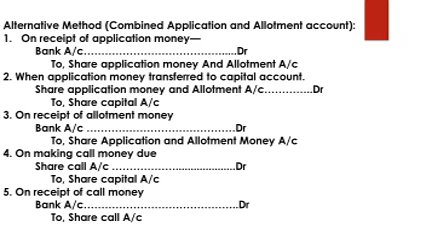 Alternative Method (Combined Application and Allotment account):
1. On receipt of application money—
Bank A/c…………………………………......Dr
To, Share application money And Allotment A/c
2. When application money transferred to capital account.
Share application money and Allotment A/c…………..Dr
To, Share capital A/c
3. On receipt of allotment money
Bank A/c ……………………………………Dr
To, Share Application and Allotment Money A/c
4. On making call money due
Share call A/c ………………......................Dr
To, Share capital A/c
5. On receipt of call money
Bank A/c……………………………………..Dr
To, Share call A/c